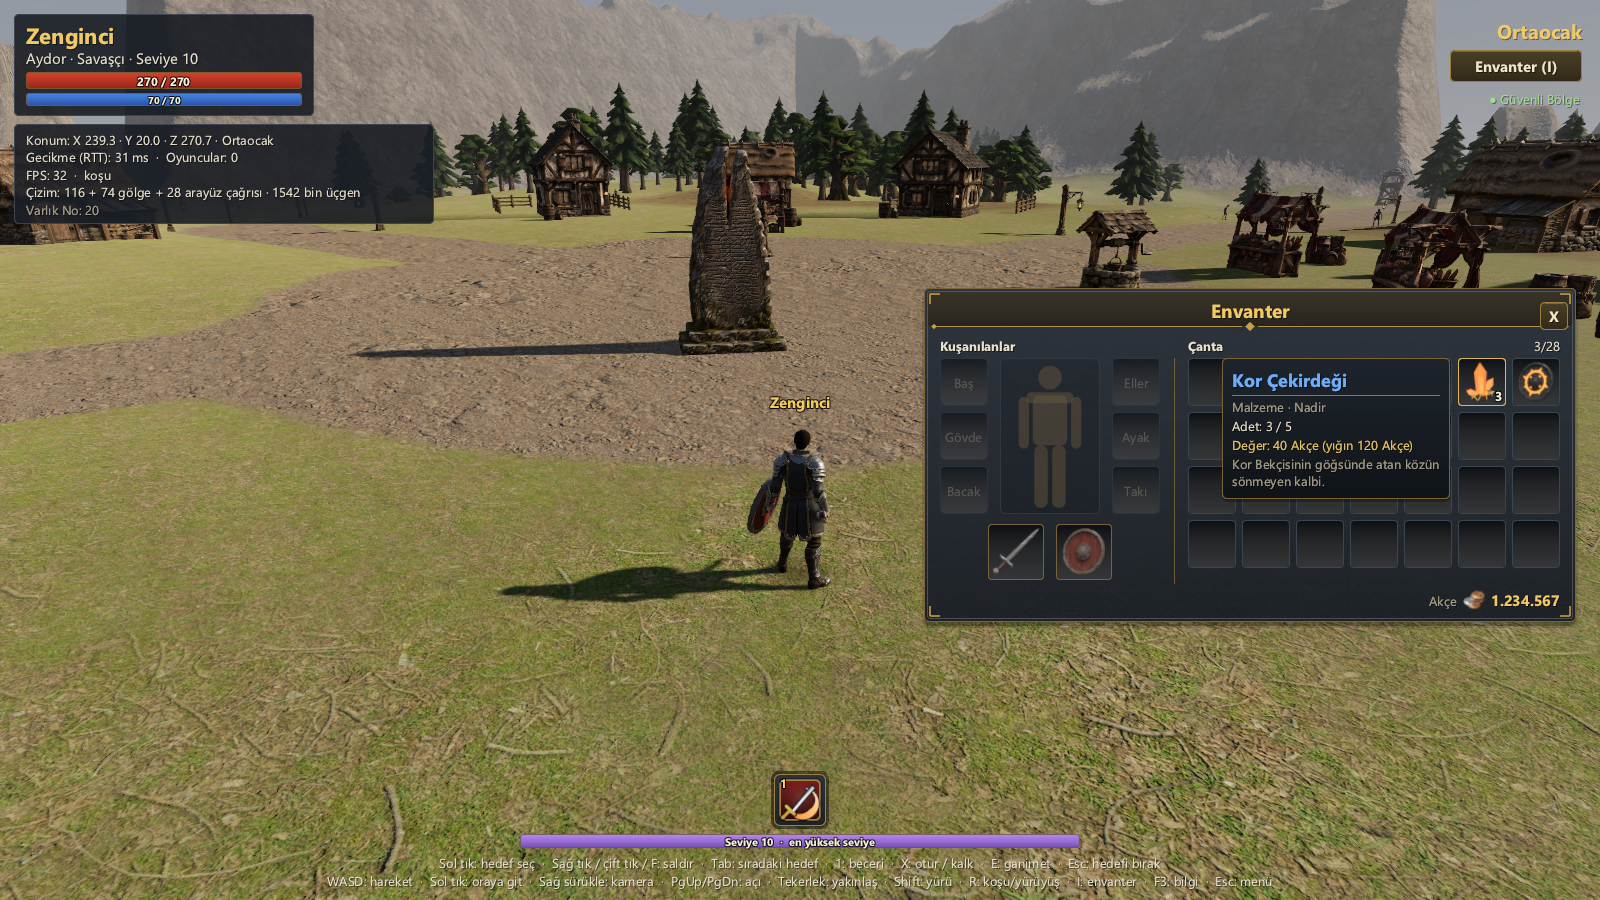 Zenginci
Aydor · Savaşçı · Seviye 10
270 / 270
70 / 70
Konum: X 239.3 · Y 20.0 · Z 270.7 · Ortaocak
Gecikme (RTT): 31 ms · Oyuncular: 0
FPS: 32 · koşu
Çizim: 116 + 74 gölge + 28 arayüz çağrısı · 1542 bin üçgen
Varlık No: 20
Ortaocak
Envanter (I)
• Güvenli Bölge
Zenginci
Envanter
X
Kuşanılanlar
Baş
Eller
Gövde
Ayak
Bacak
Takı
Çanta
3/28
3
Kor Çekirdeği
Malzeme · Nadir
Adet: 3 / 5
Değer: 40 Akçe (yığın 120 Akçe)
Kor Bekçisinin göğsünde atan közün
sönmeyen kalbi.
Akçe 1.234.567
1
Seviye 10 · en yüksek seviye
Sol tık: hedef seç · Sağ tık / çift tık / F: saldır · Tab: sıradaki hedef · 1: beceri · X: otur / kalk · E: ganimet · Esc: hedefi bırak
WASD: hareket · Sol tık: oraya git · Sağ sürükle: kamera · PgUp/PgDn: açı · Tekerlek: yakınlaş · Shift: yürü · R: koşu/yürüyüş · I: envanter · F3: bilgi · Esc: menü